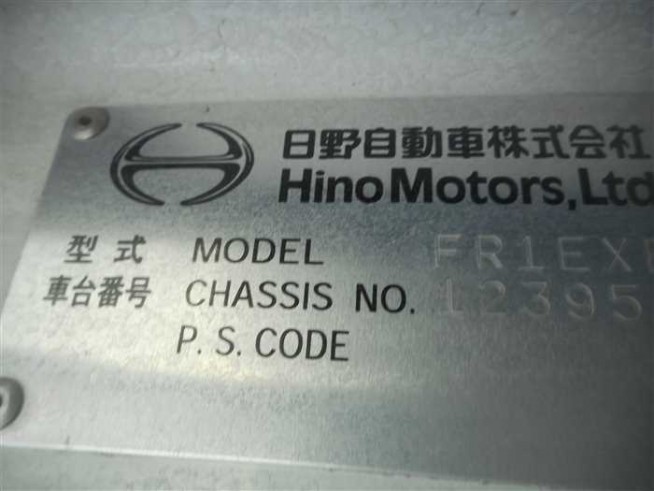 日野自動車株式会社
Hino Motors, Ltd
型式 MODEL FR1EX
車台番号 CHASSIS NO. 12395
P. S. CODE